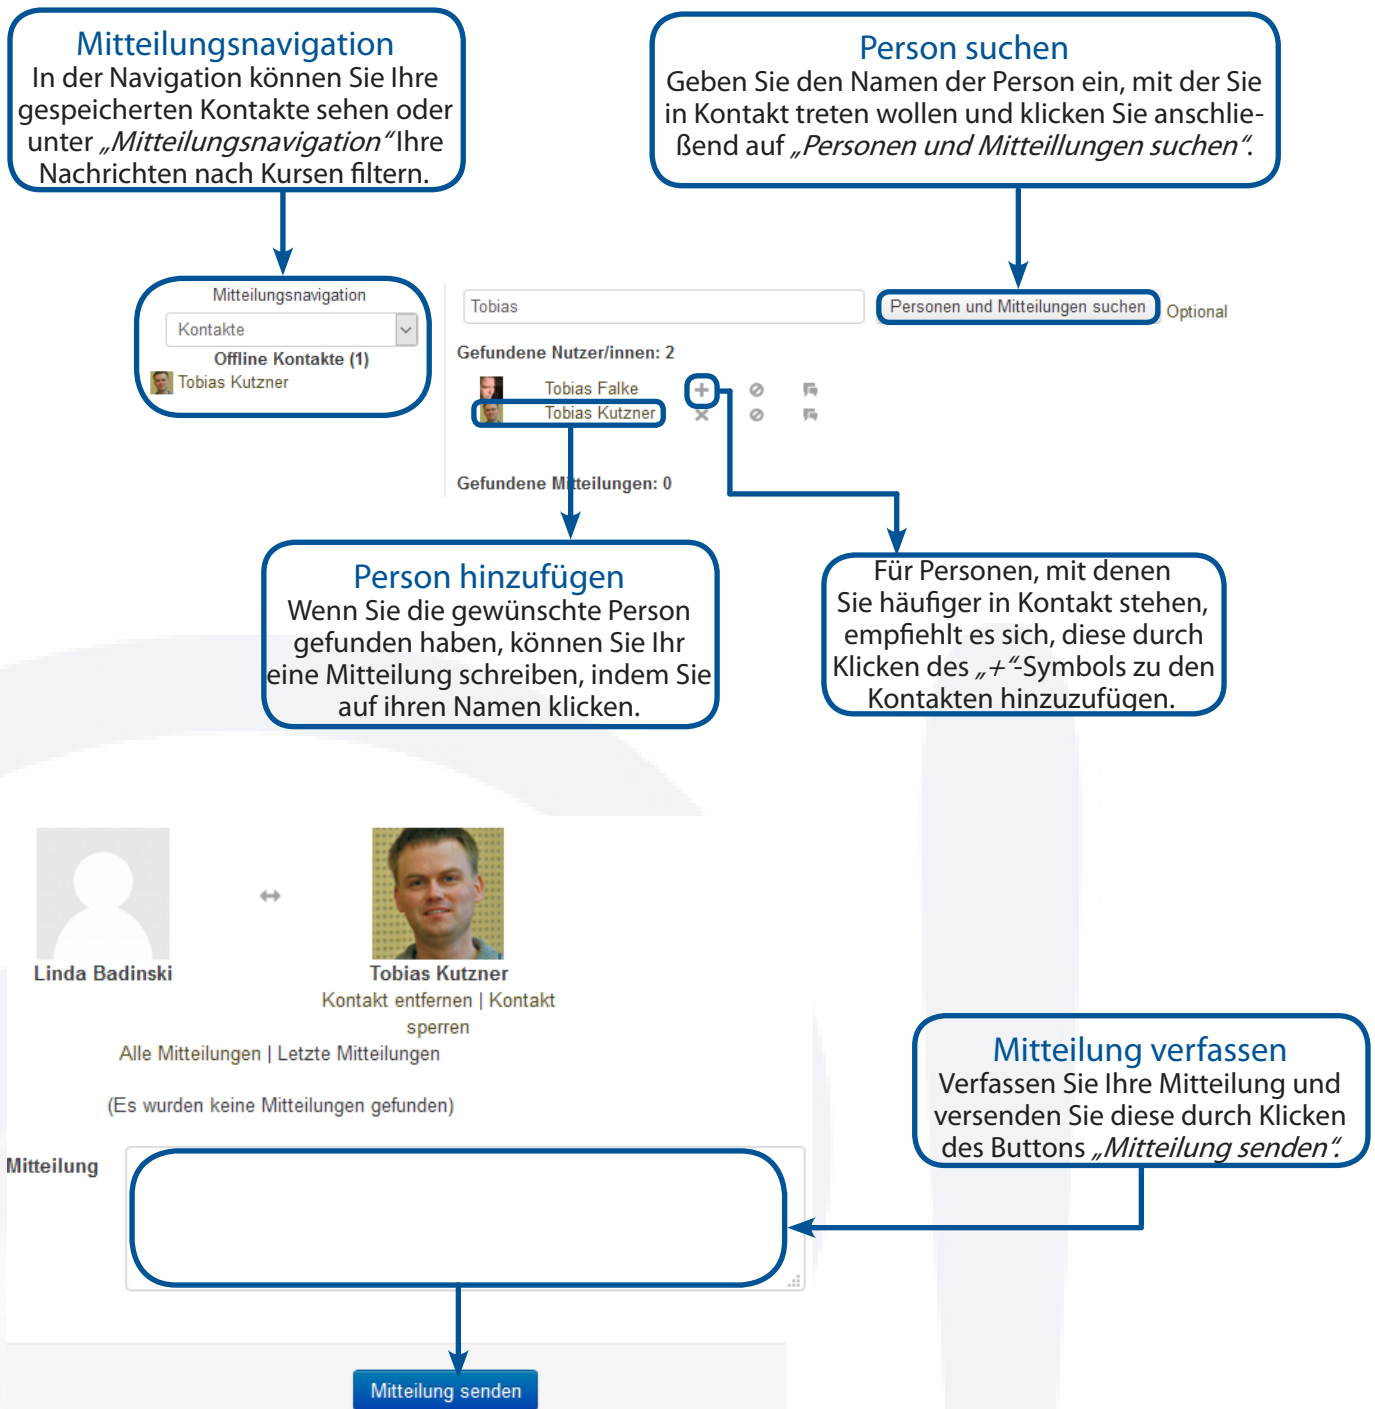 Mitteilungsnavigation
In der Navigation können Sie Ihre
gespeicherten Kontakte sehen oder
unter „Mitteilungsnavigation“ Ihre
Nachrichten nach Kursen filtern.
Person suchen
Geben Sie den Namen der Person ein, mit der Sie
in Kontakt treten wollen und klicken Sie anschlie-
ßend auf „Personen und Mitteillungen suchen“.
Mitteilungsnavigation
Kontakte
Offline Kontakte (1)
Tobias Kutzner
Tobias
Personen und Mitteilungen suchen
Optional
Gefundene Nutzer/innen: 2
Tobias Falke
Tobias Kutzner
Gefundene Mitteilungen: 0
Person hinzufügen
Wenn Sie die gewünschte Person
gefunden haben, können Sie Ihr
eine Mitteilung schreiben, indem Sie
auf ihren Namen klicken.
Für Personen, mit denen
Sie häufiger in Kontakt stehen,
empfiehlt es sich, diese durch
Klicken des „+“-Symbols zu den
Kontakten hinzuzufügen.
Linda Badinski
Tobias Kutzner
Kontakt entfernen | Kontakt
sperren
Alle Mitteilungen | Letzte Mitteilungen
(Es wurden keine Mitteilungen gefunden)
Mitteilung
Mitteilung verfassen
Verfassen Sie Ihre Mitteilung und
versenden Sie diese durch Klicken
des Buttons „Mitteilung senden“.
Mitteilung senden